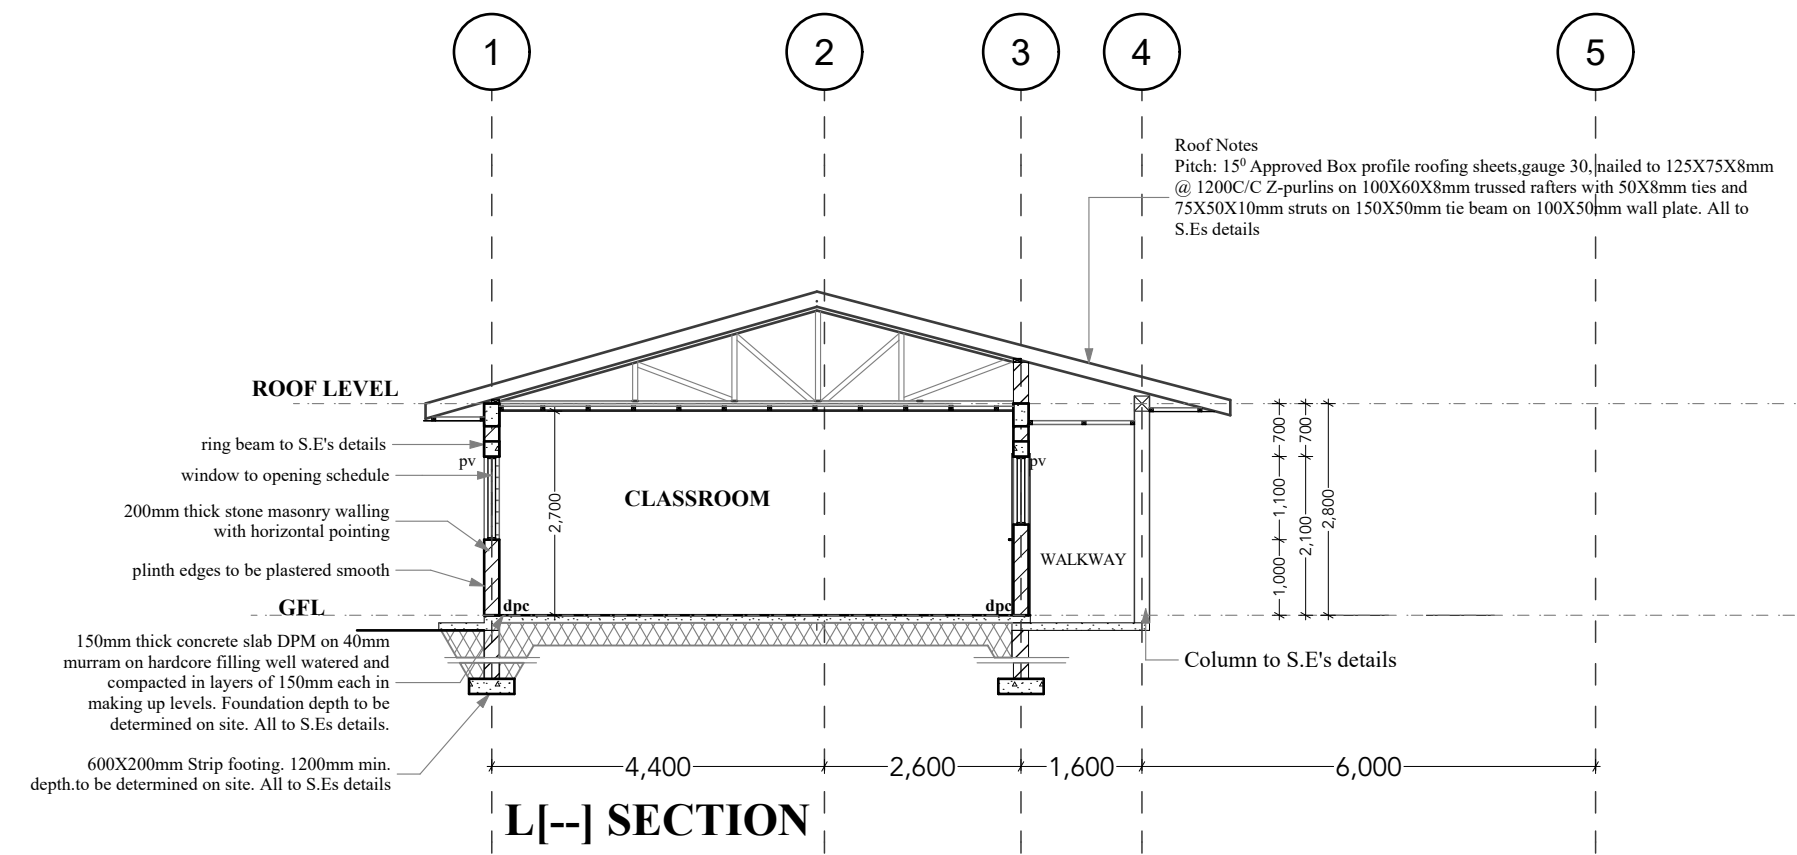 1
2
3
4
5
Roof Notes
Pitch: 15⁰ Approved Box profile roofing sheets,gauge 30, nailed to 125X75X8mm
@ 1200C/C Z-purlins on 100X60X8mm trussed rafters with 50X8mm ties and
75X50X10mm struts on 150X50mm tie beam on 100X50mm wall plate. All to
S.Es details
ROOF LEVEL
ring beam to S.E's details
pv
window to opening schedule
200mm thick stone masonry walling
with horizontal pointing
plinth edges to be plastered smooth
GFL
150mm thick concrete slab DPM on 40mm
murram on hardcore filling well watered and
compacted in layers of 150mm each in
making up levels. Foundation depth to be
determined on site. All to S.Es details.
600X200mm Strip footing. 1200mm min.
depth.to be determined on site. All to S.Es details
2,700
CLASSROOM
dpc
dpc
pv
WALKWAY
700
1,100
1,000
700
2,100
2,800
Column to S.E's details
4,400
2,600
1,600
6,000
L[--] SECTION